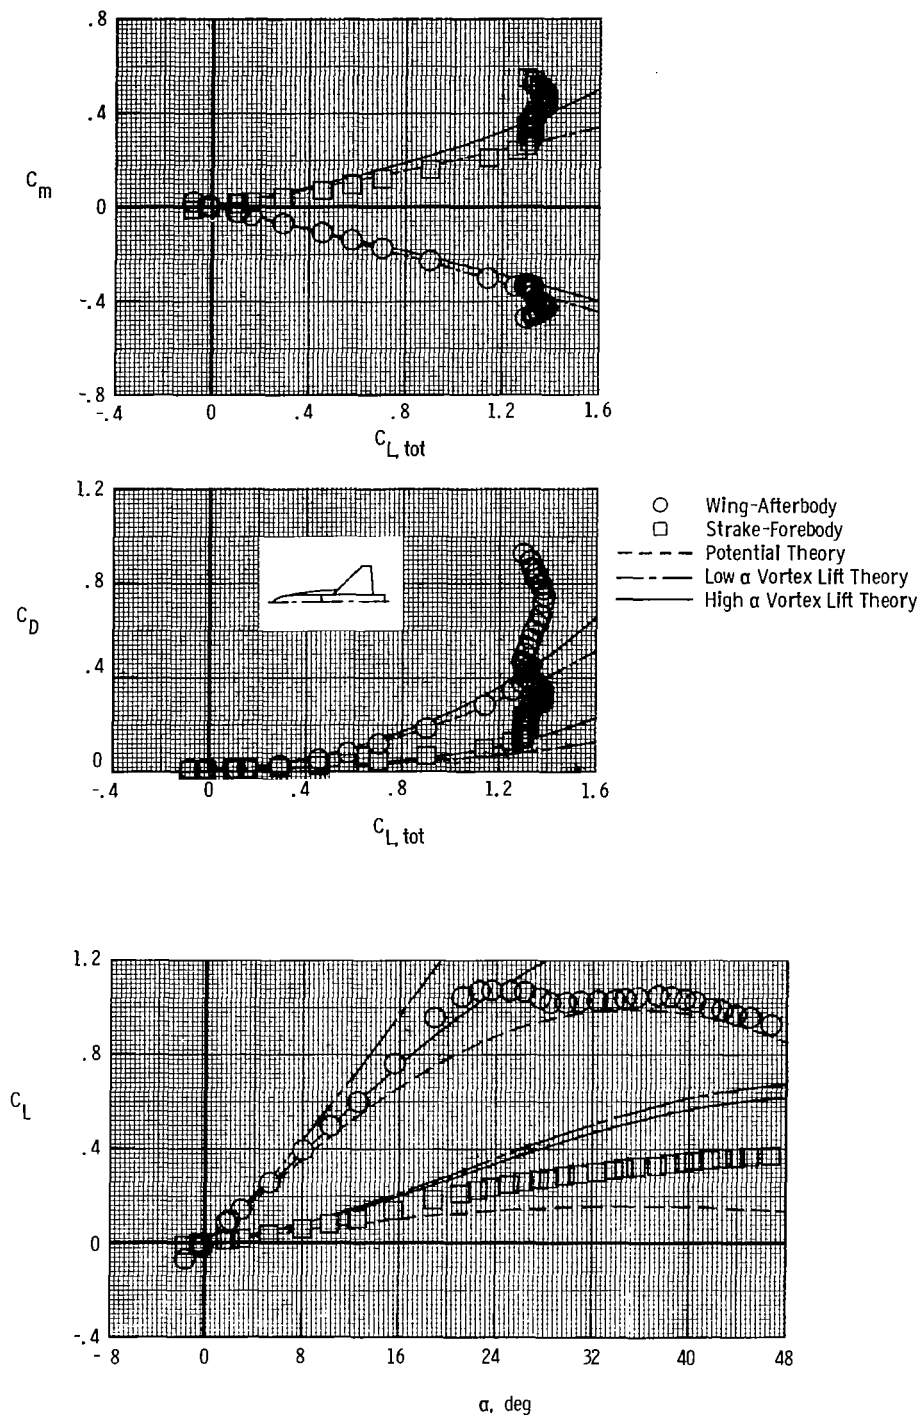 .8
.4
C_m
0
-.4
-.8
-.4 0 .4 .8 1.2 1.6
C_L, tot
1.2
.8
C_D
.4
0
-.4 0 .4 .8 1.2 1.6
C_L, tot
○ Wing-Afterbody
□ Strake-Forebody
Potential Theory
Low α Vortex Lift Theory
High α Vortex Lift Theory
1.2
.8
C_L
.4
0
-.4
-8 0 8 16 24 32 40 48
α, deg